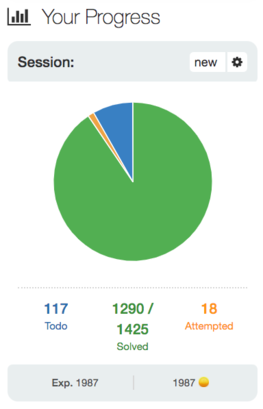 Your Progress
Session: new
117 1290 / 18
Todo 1425 Attempted
Solved
Exp. 1987 1987